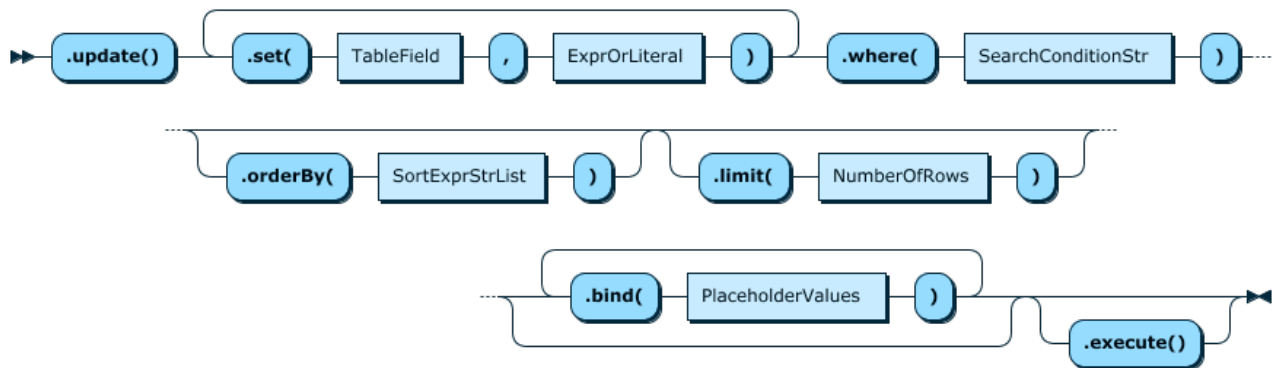 .update() .set( TableField , ExprOrLiteral ) .where( SearchConditionStr )
.orderBy( SortExprStrList ) .limit( NumberOfRows )
.bind( PlaceholderValues )
.execute()